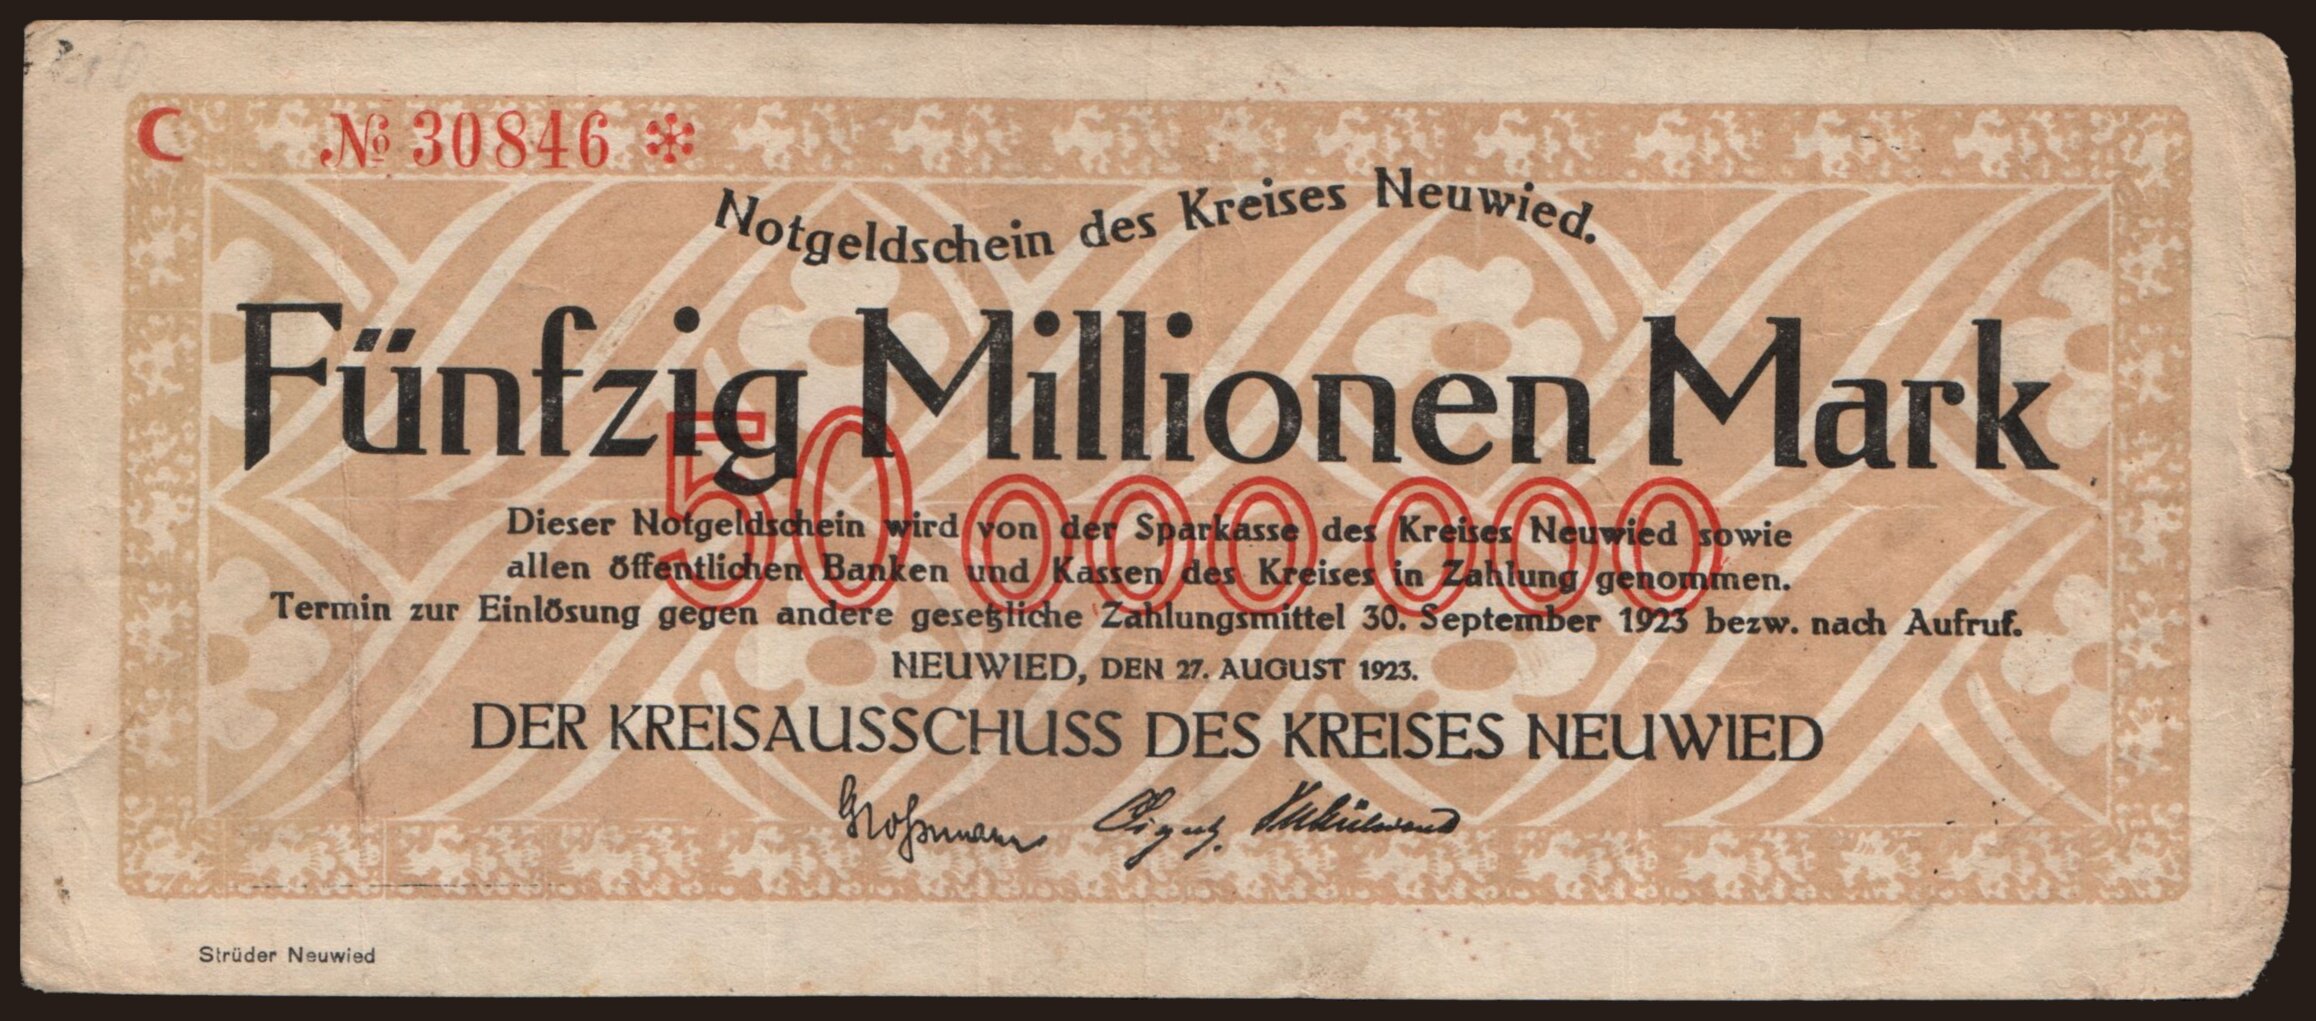 C № 30846 *
Notgeldschein des Kreises Neuwied.
Fünfzig Millionen Mark
50 000 000
Dieser Notgeldschein wird von der Sparkasse des Kreises Neuwied sowie
allen öffentlichen Banken und Kassen des Kreises in Zahlung genommen.
Termin zur Einlösung gegen andere gesetzliche Zahlungsmittel 30. September 1923 bezw. nach Aufruf.
NEUWIED, DEN 27. AUGUST 1923.
DER KREISAUSSCHUSS DES KREISES NEUWIED
Großmann
Strüder Neuwied